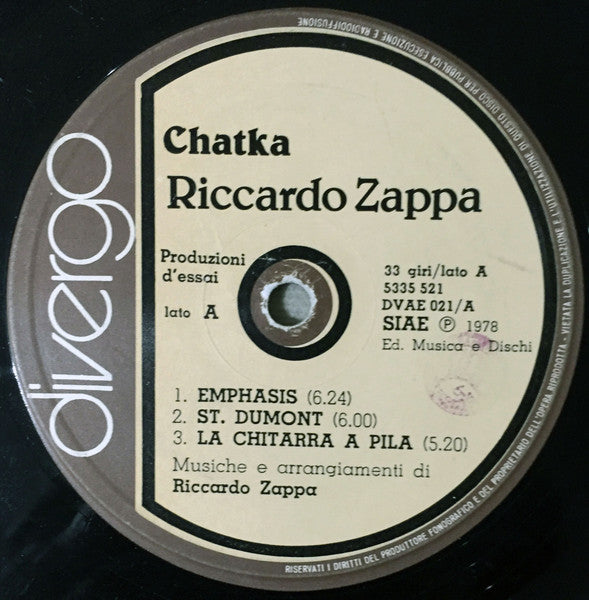 divergo
Chatka
Riccardo Zappa
Produzioni
d'essai
lato A
33 giri/lato A
5335 521
DVAE 021/A
SIAE Ⓟ 1978
Ed. Musica e Dischi
1. EMPHASIS (6.24)
2. ST. DUMONT (6.00)
3. LA CHITARRA A PILA (5.20)
Musiche e arrangiamenti di
Riccardo Zappa
RISERVATI I DIRITTI DEL PRODUTTORE FONOGRAFICO E DEL PROPRIETARIO DELL'OPERA RIPRODOTTA - VIETATA LA DUPLICAZIONE E L'UTILIZZAZIONE DI QUESTO DISCO PER PUBBLICA ESECUZIONE E RADIODIFFUSIONE